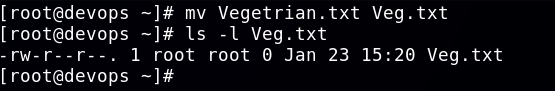 [root@devops ~]# mv Vegetrian.txt Veg.txt
[root@devops ~]# ls -l Veg.txt
-rw-r--r--. 1 root root 0 Jan 23 15:20 Veg.txt
[root@devops ~]#